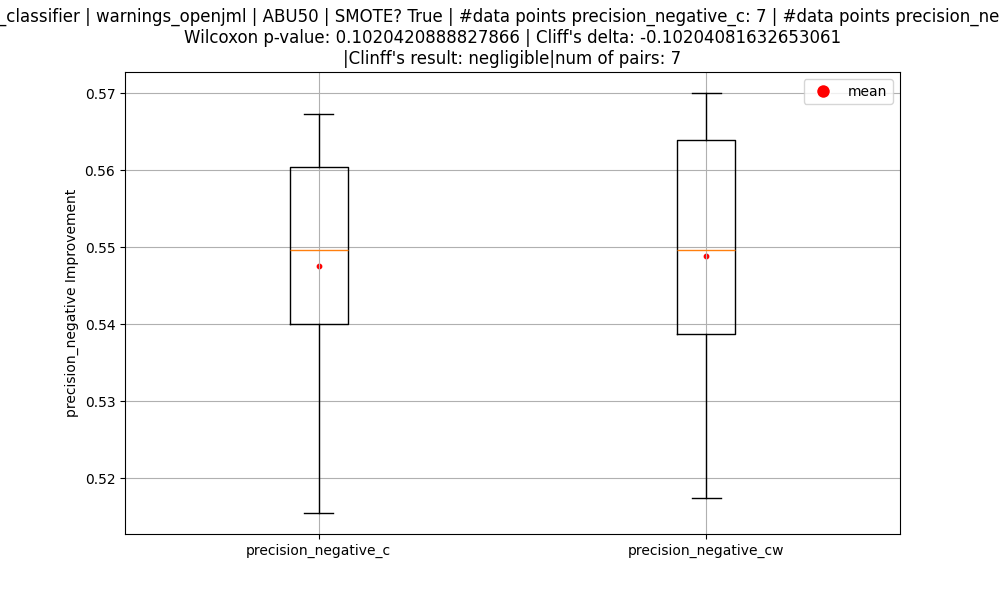 _classifier | warnings_openjml | ABU50 | SMOTE? True | #data points precision_negative_c: 7 | #data points precision_ne
Wilcoxon p-value: 0.1020420888827866 | Cliff's delta: -0.10204081632653061
|Clinff's result: negligible|num of pairs: 7
mean
0.57
0.56
0.55
0.54
0.53
0.52
precision_negative Improvement
precision_negative_c
precision_negative_cw